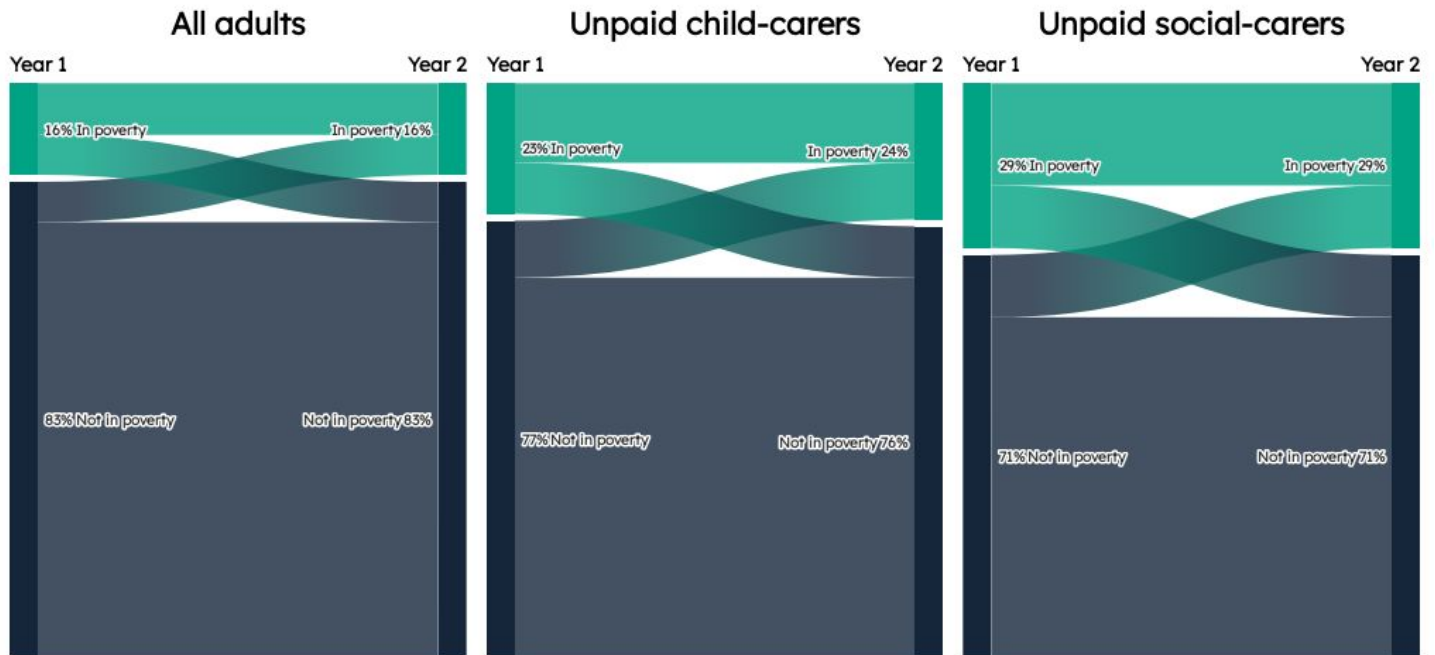 All adults
Year 1 Year 2
16% In poverty In poverty 16%
83% Not in poverty Not in poverty 83%
Unpaid child-carers
Year 1 Year 2
23% In poverty In poverty 24%
77% Not in poverty Not in poverty 76%
Unpaid social-carers
Year 1 Year 2
29% In poverty In poverty 29%
71% Not in poverty Not in poverty 71%